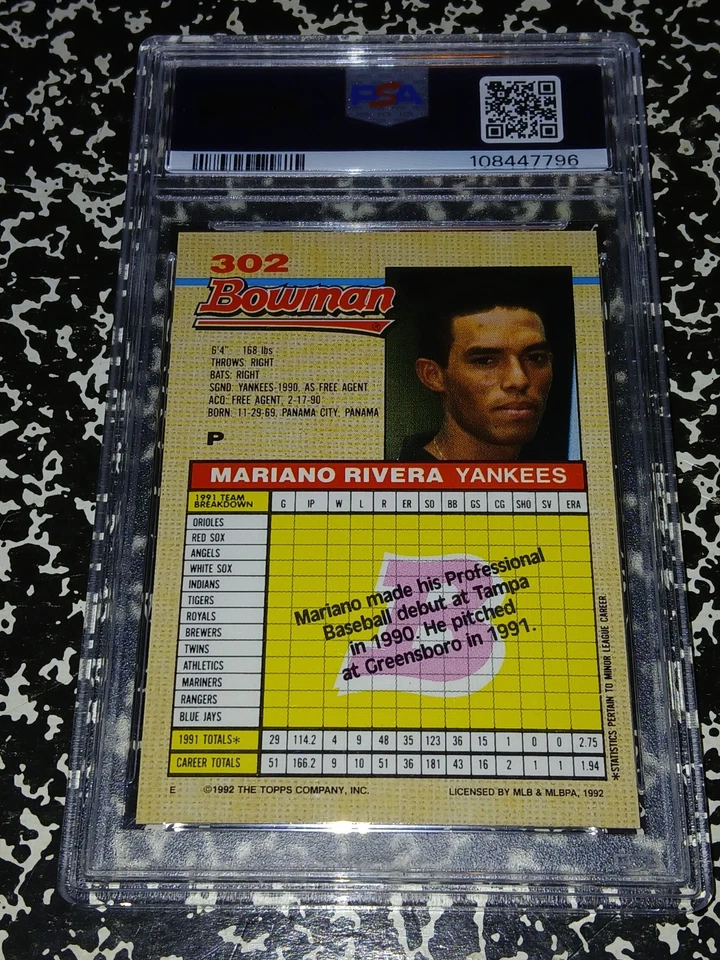 PSA
108447796
302
Bowman
6'4" 168 lbs
THROWS: RIGHT
BATS: RIGHT
SGND: YANKEES-1990, AS FREE AGENT
ACQ: FREE AGENT, 2-17-90
BORN: 11-29-69, PANAMA CITY, PANAMA
P
MARIANO RIVERA YANKEES
1991 TEAM BREAKDOWN G IP W L R ER SO BB GS CG SHO SV ERA
ORIOLES
RED SOX
ANGELS
WHITE SOX
INDIANS
TIGERS
ROYALS
BREWERS
TWINS
ATHLETICS
MARINERS
RANGERS
BLUE JAYS
B
Mariano made his Professional
Baseball debut at Tampa
in 1990. He pitched
at Greensboro in 1991.
1991 TOTALS* 29 114.2 4 9 48 35 123 36 15 1 0 0 2.75
CAREER TOTALS 51 166.2 9 10 51 36 181 43 16 2 1 1 1.94
*STATISTICS PERTAIN TO MINOR LEAGUE CAREER
E ©1992 THE TOPPS COMPANY, INC. LICENSED BY MLB & MLBPA, 1992